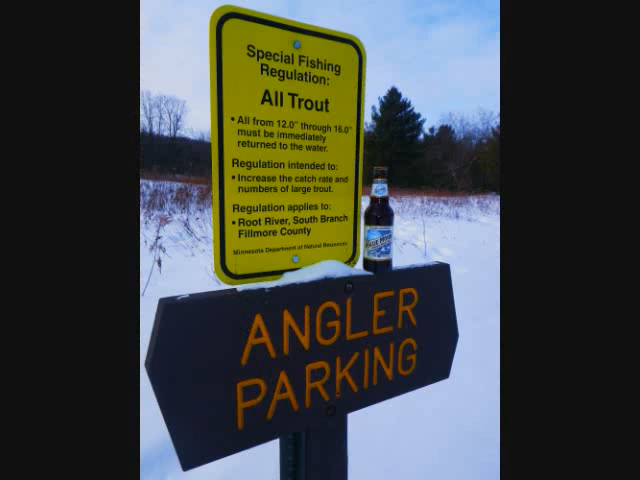 Special Fishing
Regulation:
All Trout
• All from 12.0" through 16.0"
must be immediately
returned to the water.
Regulation intended to:
• Increase the catch rate and
numbers of large trout.
Regulation applies to:
• Root River, South Branch
Fillmore County
Minnesota Department of Natural Resources
ANGLER
PARKING